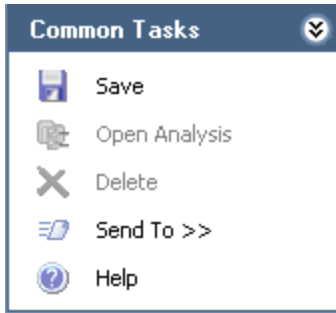 Common Tasks
Save
Open Analysis
Delete
Send To >>
Help